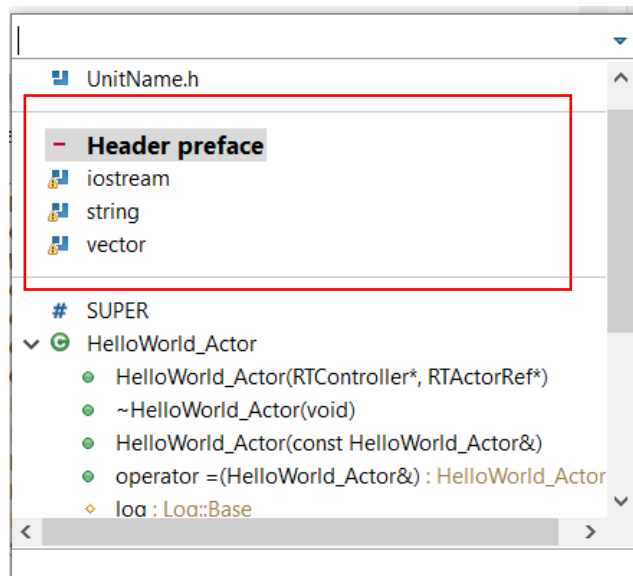 UnitName.h
Header preface
iostream
string
vector
# SUPER
HelloWorld_Actor
HelloWorld_Actor(RTController*, RTActorRef*)
~HelloWorld_Actor(void)
HelloWorld_Actor(const HelloWorld_Actor&)
operator =(HelloWorld_Actor&) : HelloWorld_Actor
log : Log::Base